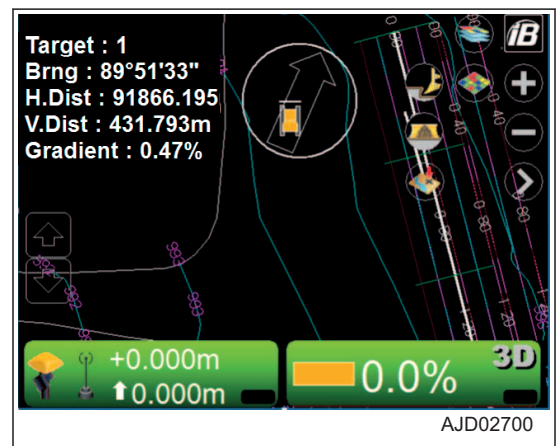 Target : 1
Brng : 89°51'33"
H.Dist : 91866.195
V.Dist : 431.793m
Gradient : 0.47%
iB
+0.000m
0.000m
0.0%
3D
AJD02700